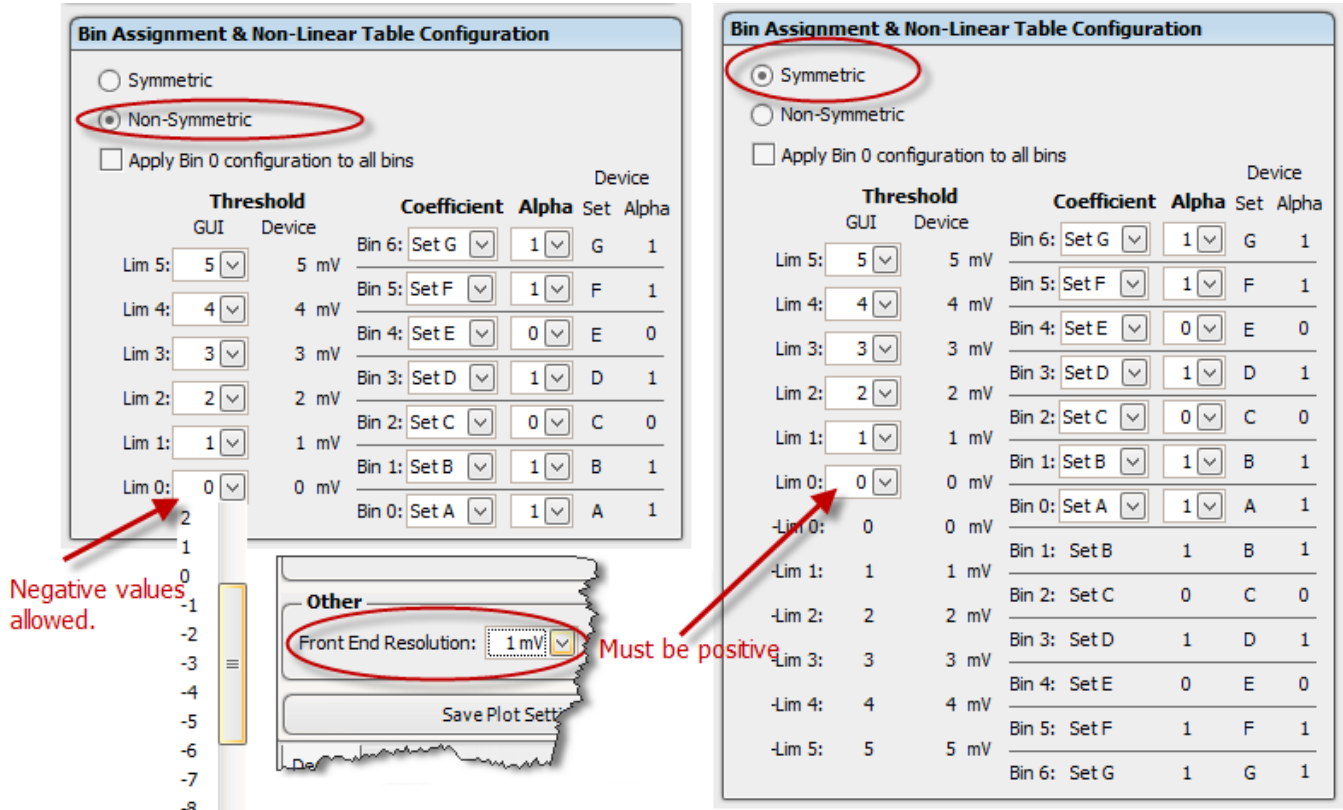 Bin Assignment & Non-Linear Table Configuration
Symmetric
Non-Symmetric
Apply Bin 0 configuration to all bins
Device
Threshold
Coefficient Alpha Set Alpha
GUI Device
Bin 6: Set G 1 G 1
Lim 5: 5 5 mV
Bin 5: Set F 1 F 1
Lim 4: 4 4 mV
Bin 4: Set E 0 E 0
Lim 3: 3 3 mV
Bin 3: Set D 1 D 1
Lim 2: 2 2 mV
Bin 2: Set C 0 C 0
Lim 1: 1 1 mV
Bin 1: Set B 1 B 1
Lim 0: 0 0 mV
Bin 0: Set A 1 A 1
2
1
0
-1
-2
-3
-4
-5
-6
-7
-8
Negative values
allowed.
Other
Front End Resolution: 1 mV
Save Plot Setti
De
Bin Assignment & Non-Linear Table Configuration
Symmetric
Non-Symmetric
Apply Bin 0 configuration to all bins
Device
Threshold
Coefficient Alpha Set Alpha
GUI Device
Bin 6: Set G 1 G 1
Lim 5: 5 5 mV
Bin 5: Set F 1 F 1
Lim 4: 4 4 mV
Bin 4: Set E 0 E 0
Lim 3: 3 3 mV
Bin 3: Set D 1 D 1
Lim 2: 2 2 mV
Bin 2: Set C 0 C 0
Lim 1: 1 1 mV
Bin 1: Set B 1 B 1
Lim 0: 0 0 mV
Bin 0: Set A 1 A 1
-Lim 0: 0 0 mV
Bin 1: Set B 1 B 1
-Lim 1: 1 1 mV
Bin 2: Set C 0 C 0
-Lim 2: 2 2 mV
Bin 3: Set D 1 D 1
-Lim 3: 3 3 mV
Bin 4: Set E 0 E 0
-Lim 4: 4 4 mV
Bin 5: Set F 1 F 1
-Lim 5: 5 5 mV
Bin 6: Set G 1 G 1
Must be positive